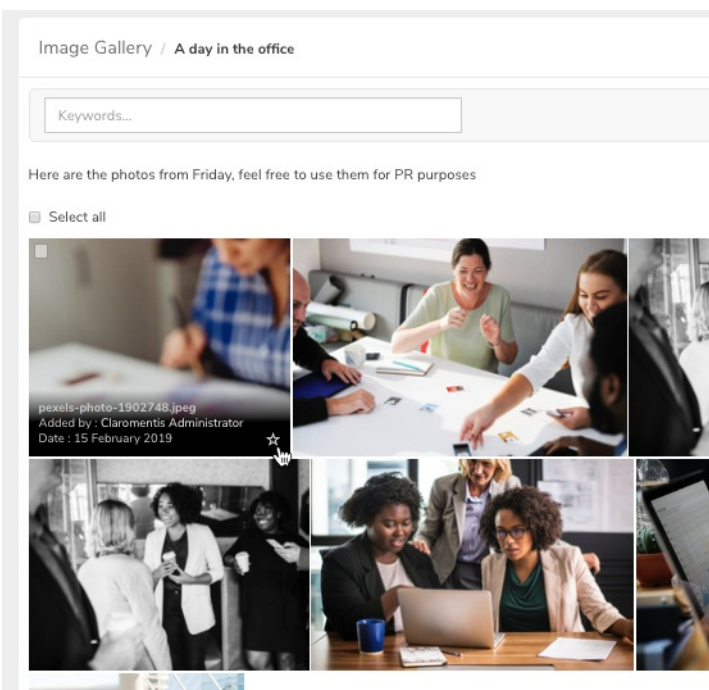 Image Gallery / A day in the office
Keywords...
Here are the photos from Friday, feel free to use them for PR purposes
Select all
pexels-photo-1902748.jpeg
Added by : Claromentis Administrator
Date : 15 February 2019